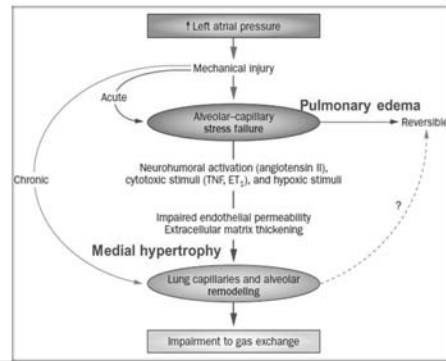 ↑ Left atrial pressure
Mechanical injury
Acute
Pulmonary edema
Alveolar–capillary
stress failure
Reversible
Neurohumoral activation (angiotensin II),
cytotoxic stimuli (TNF, ET1), and hypoxic stimuli
Chronic
?
Impaired endothelial permeability
Extracellular matrix thickening
Medial hypertrophy
Lung capillaries and alveolar
remodeling
Impairment to gas exchange